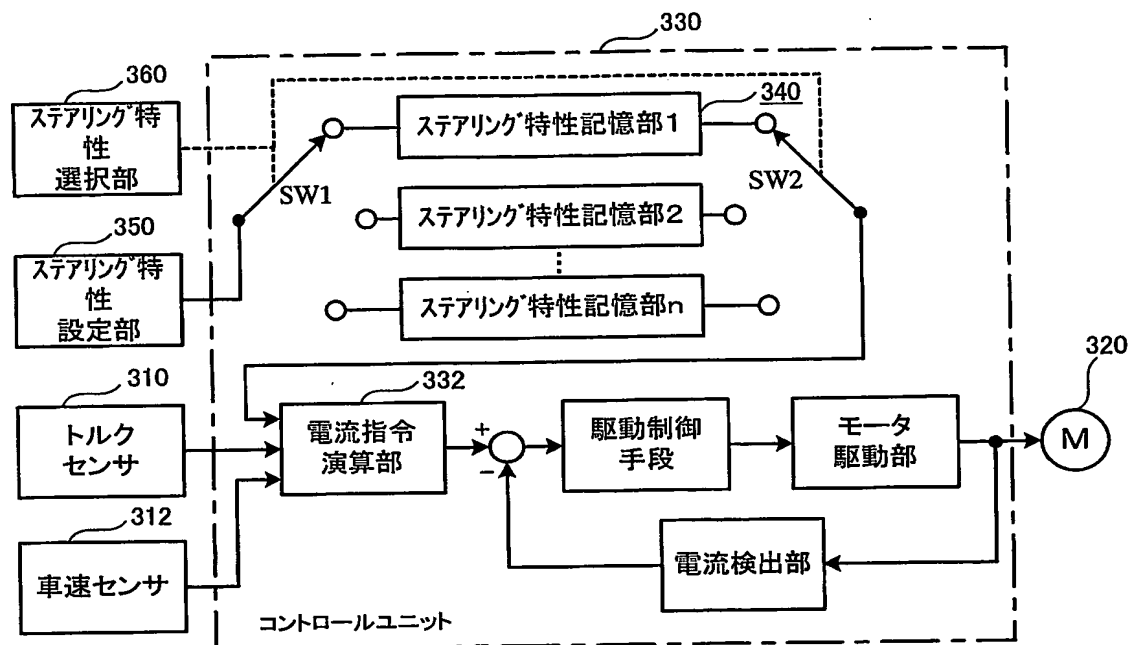 330
360
ステアリング特
性
選択部
340
ステアリング特性記憶部1
SW1
SW2
ステアリング特性記憶部2
350
ステアリング特
性
設定部
ステアリング特性記憶部n
310
トルク
センサ
332
電流指令
演算部
+
−
駆動制御
手段
モータ
駆動部
320
M
312
車速センサ
電流検出部
コントロールユニット